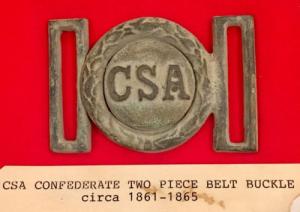 CSA
CSA CONFEDERATE TWO PIECE BELT BUCKLE
circa 1861-1865